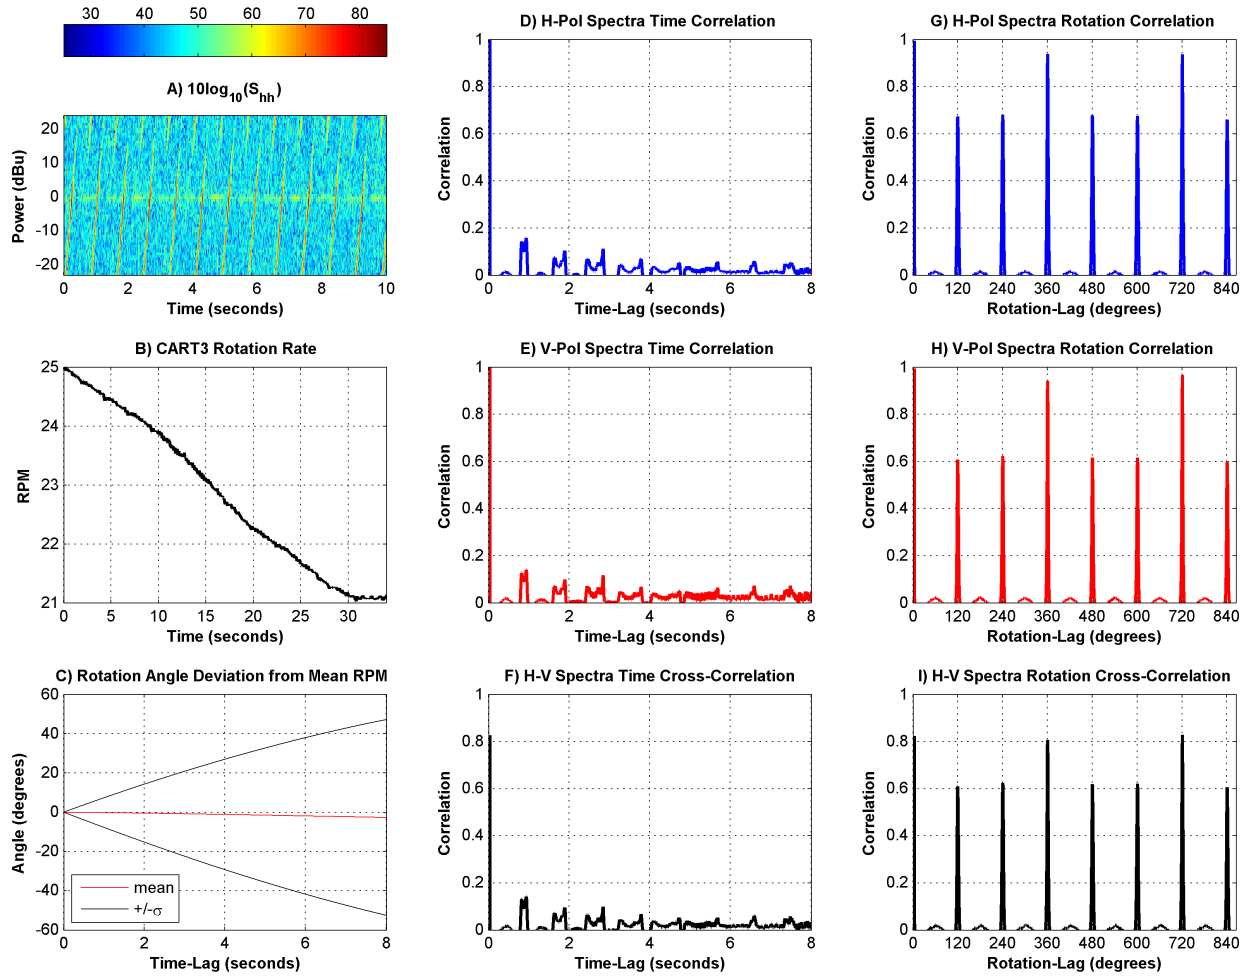 30 40 50 60 70 80
A) 10log10(Shh)
20
10
0
-10
-20
Power (dBu)
0 2 4 6 8 10
Time (seconds)
B) CART3 Rotation Rate
25
24
23
22
21
RPM
0 5 10 15 20 25 30
Time (seconds)
C) Rotation Angle Deviation from Mean RPM
60
40
20
0
-20
-40
-60
Angle (degrees)
mean
+/-σ
0 2 4 6 8
Time-Lag (seconds)
D) H-Pol Spectra Time Correlation
1
0.8
0.6
0.4
0.2
0
Correlation
0 2 4 6 8
Time-Lag (seconds)
E) V-Pol Spectra Time Correlation
1
0.8
0.6
0.4
0.2
0
Correlation
0 2 4 6 8
Time-Lag (seconds)
F) H-V Spectra Time Cross-Correlation
1
0.8
0.6
0.4
0.2
0
Correlation
0 2 4 6 8
Time-Lag (seconds)
G) H-Pol Spectra Rotation Correlation
1
0.8
0.6
0.4
0.2
0
Correlation
0 120 240 360 480 600 720 840
Rotation-Lag (degrees)
H) V-Pol Spectra Rotation Correlation
1
0.8
0.6
0.4
0.2
0
Correlation
0 120 240 360 480 600 720 840
Rotation-Lag (degrees)
I) H-V Spectra Rotation Cross-Correlation
1
0.8
0.6
0.4
0.2
0
Correlation
0 120 240 360 480 600 720 840
Rotation-Lag (degrees)